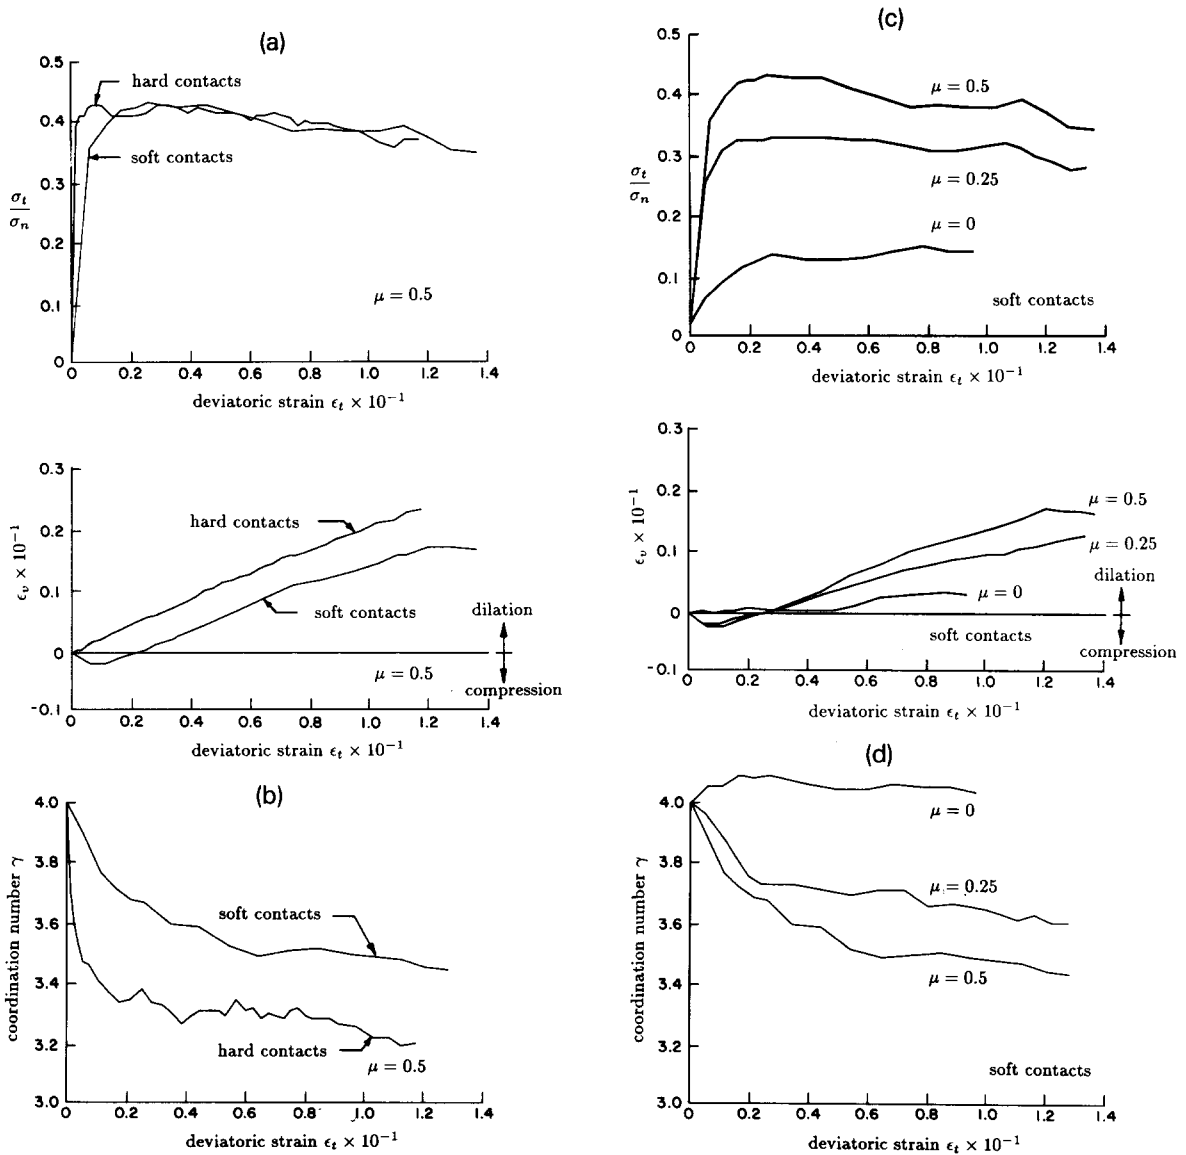 (a)
0.5
0.4
0.3
0.2
0.1
0
σt/σn
hard contacts
soft contacts
μ = 0.5
0 0.2 0.4 0.6 0.8 1.0 1.2 1.4
deviatoric strain ϵt × 10⁻¹
0.3
0.2
0.1
0
-0.1
ϵv × 10⁻¹
hard contacts
soft contacts
dilation
compression
μ = 0.5
0 0.2 0.4 0.6 0.8 1.0 1.2 1.4
deviatoric strain ϵt × 10⁻¹
(b)
4.0
3.8
3.6
3.4
3.2
3.0
coordination number γ
soft contacts
hard contacts
μ = 0.5
0 0.2 0.4 0.6 0.8 1.0 1.2 1.4
deviatoric strain ϵt × 10⁻¹
(c)
0.5
0.4
0.3
0.2
0.1
0
σt/σn
μ = 0.5
μ = 0.25
μ = 0
soft contacts
0 0.2 0.4 0.6 0.8 1.0 1.2 1.4
deviatoric strain ϵt × 10⁻¹
0.3
0.2
0.1
0
-0.1
ϵv × 10⁻¹
μ = 0.5
μ = 0.25
dilation
μ = 0
soft contacts
compression
0 0.2 0.4 0.6 0.8 1.0 1.2 1.4
deviatoric strain ϵt × 10⁻¹
(d)
4.0
3.8
3.6
3.4
3.2
3.0
coordination number γ
μ = 0
μ = 0.25
μ = 0.5
soft contacts
0 0.2 0.4 0.6 0.8 1.0 1.2 1.4
deviatoric strain ϵt × 10⁻¹